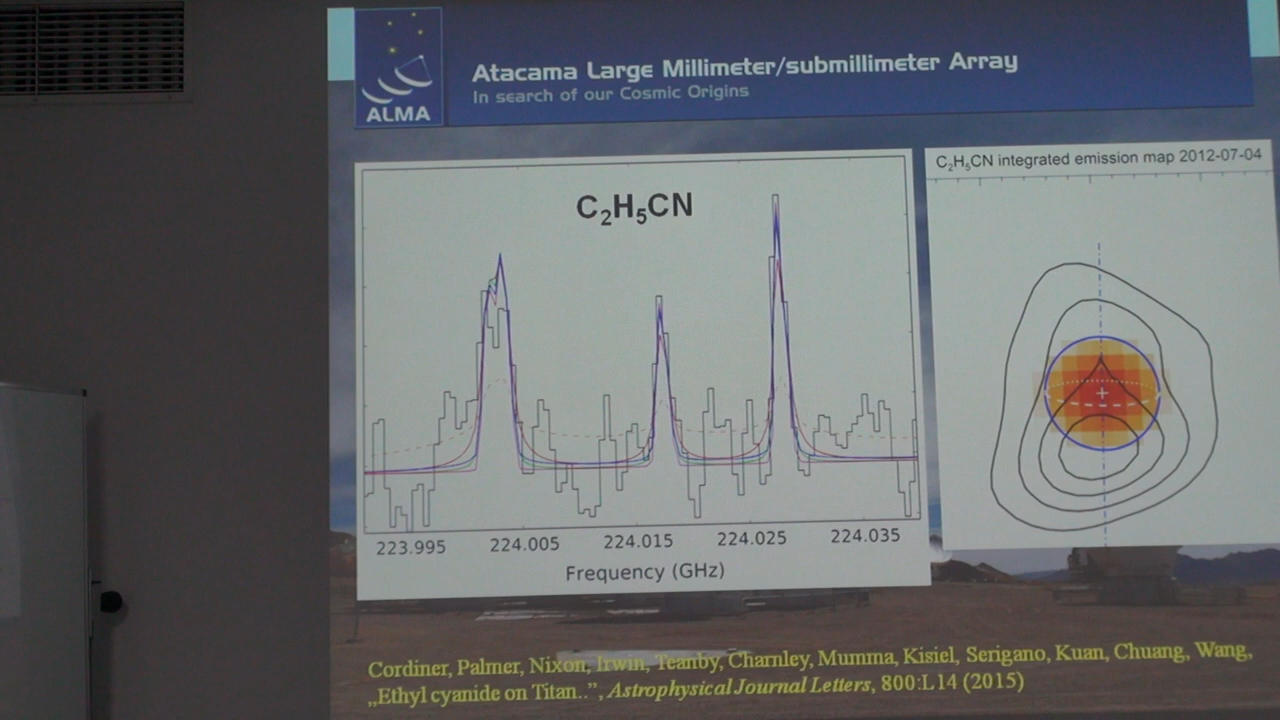 ALMA
Atacama Large Millimeter/submillimeter Array
In search of our Cosmic Origins
C₂H₅CN
223.995 224.005 224.015 224.025 224.035
Frequency (GHz)
C₂H₅CN integrated emission map 2012-07-04
Cordiner, Palmer, Nixon, Irwin, Teanby, Charnley, Mumma, Kisiel, Serigano, Kuan, Chuang, Wang,
„Ethyl cyanide on Titan..”, Astrophysical Journal Letters, 800:L14 (2015)